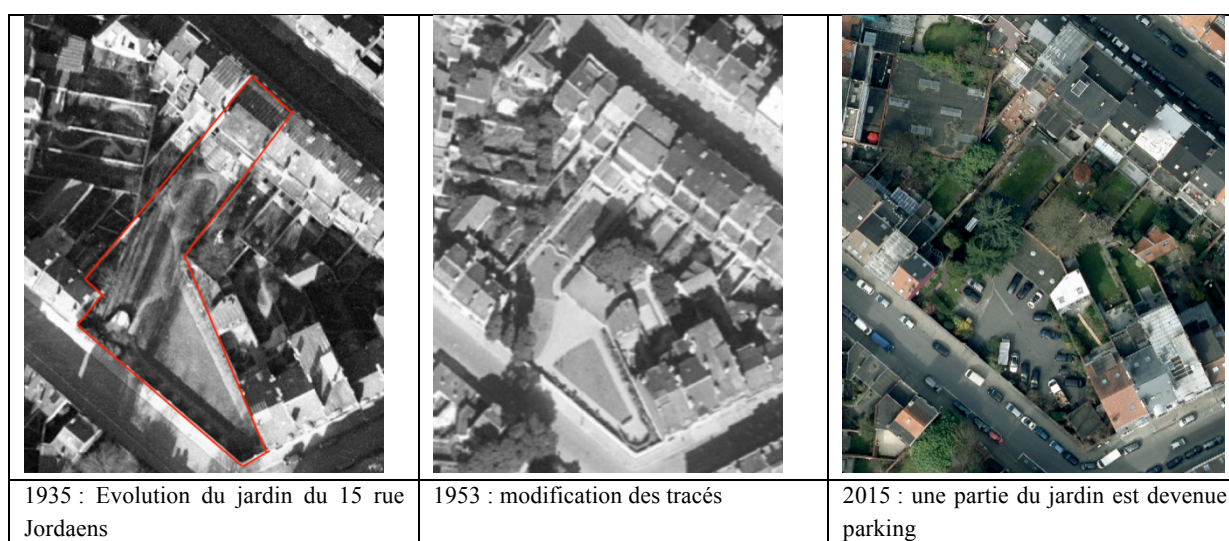 1935 : Evolution du jardin du 15 rue
Jordaens
1953 : modification des tracés
2015 : une partie du jardin est devenue
parking